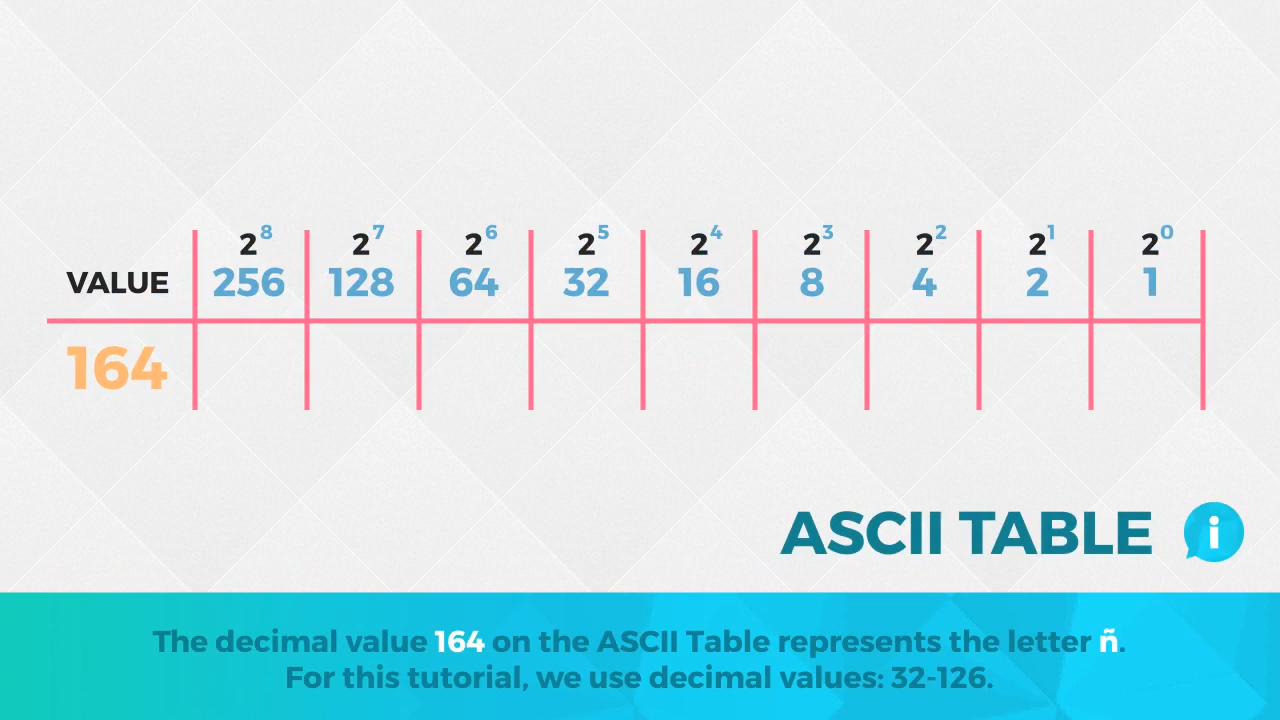 2⁸ 2⁷ 2⁶ 2⁵ 2⁴ 2³ 2² 2¹ 2⁰
VALUE 256 128 64 32 16 8 4 2 1
164
ASCII TABLE i
The decimal value 164 on the ASCII Table represents the letter ñ.
For this tutorial, we use decimal values: 32-126.